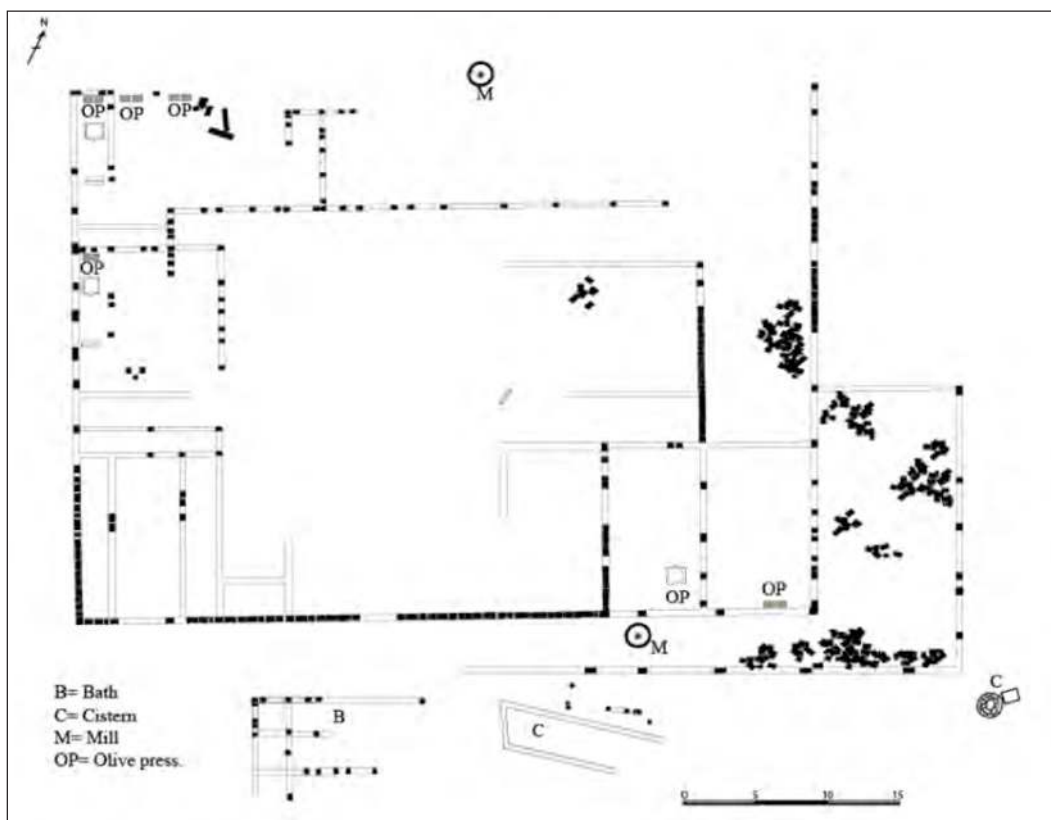 N
M
OP OP OP
OP
OP OP
M
B= Bath
C= Cistern
M= Mill
OP= Olive press.
B
C
C
0 5 10 15